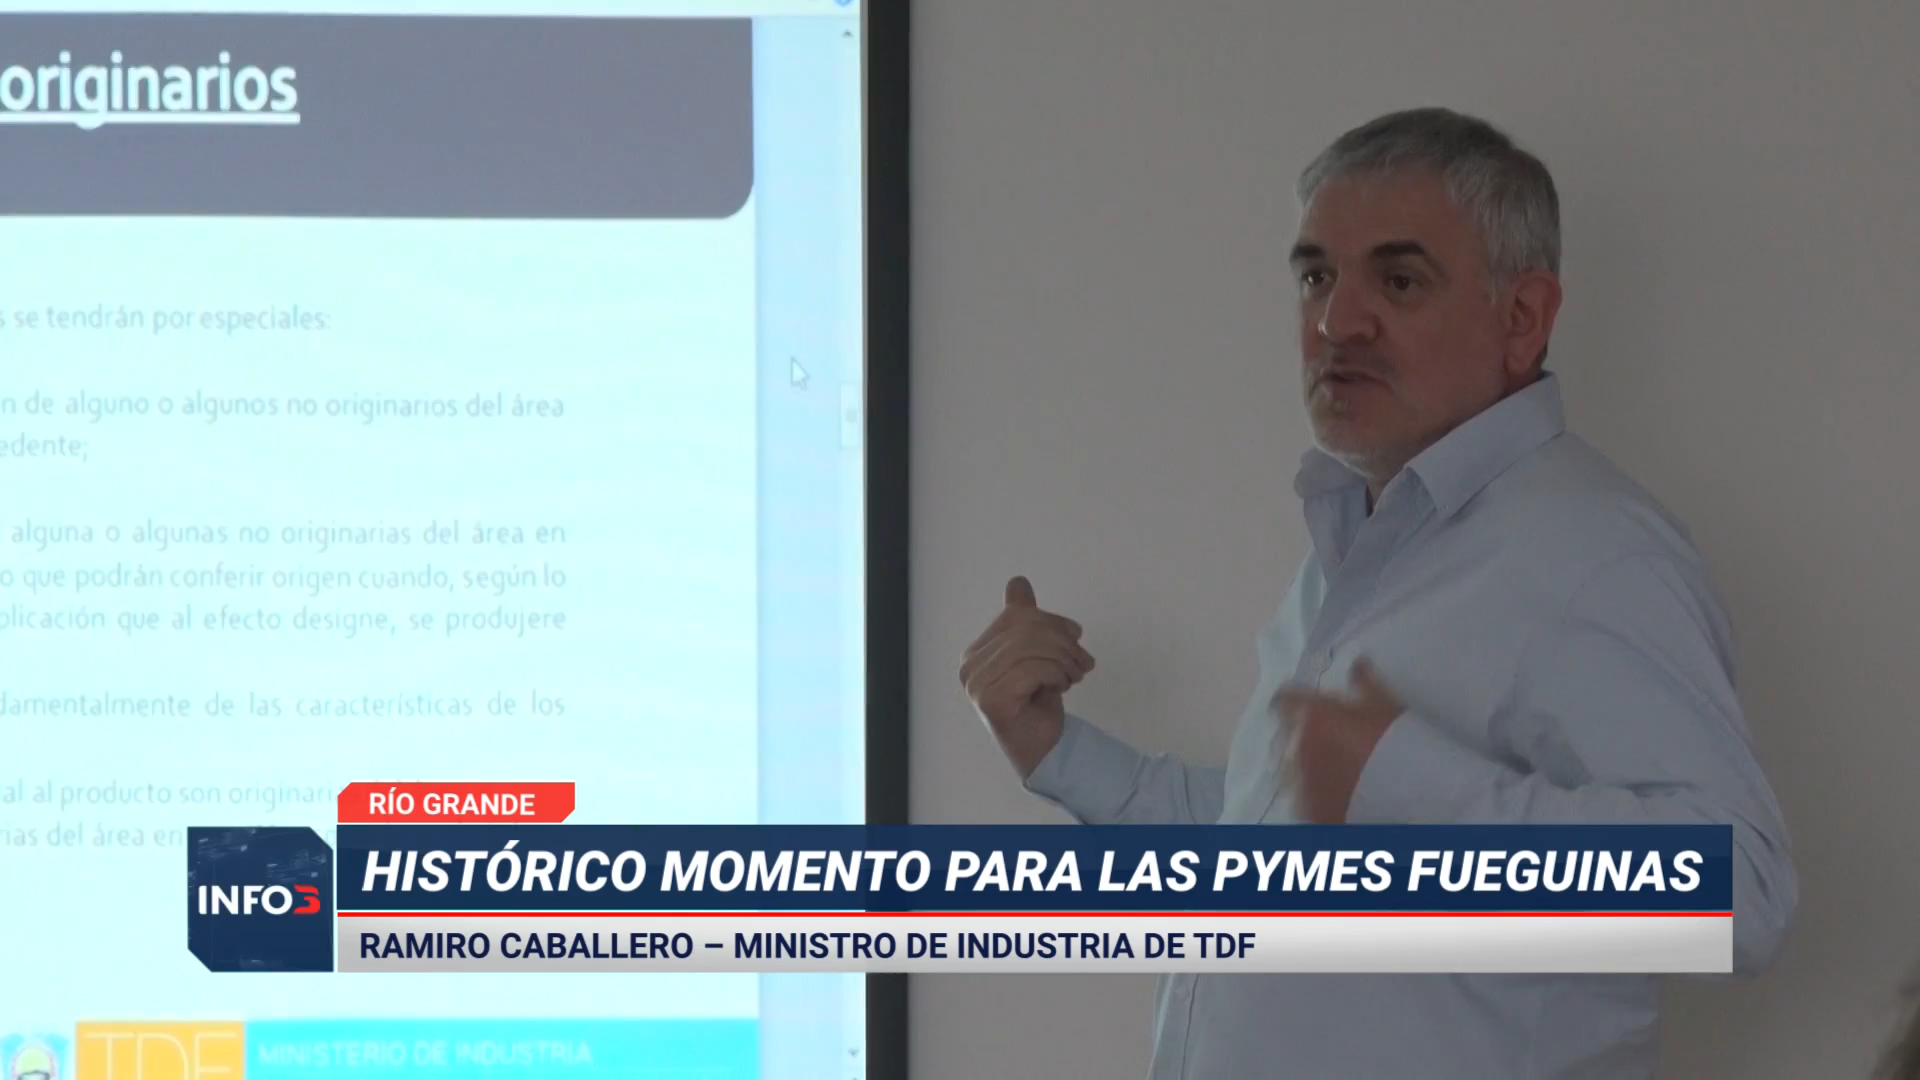 originarios
s se tendrán por especiales:
n de alguno o algunos no originarios del área
edente;
alguna o algunas no originarias del área en
o que podrán conferir origen cuando, según lo
plicación que al efecto designe, se produjere
damentalmente de las características de los
al al producto son originari
rias del área en
RÍO GRANDE
HISTÓRICO MOMENTO PARA LAS PYMES FUEGUINAS
INFO3
RAMIRO CABALLERO – MINISTRO DE INDUSTRIA DE TDF
TDF
MINISTERIO DE INDUSTRIA